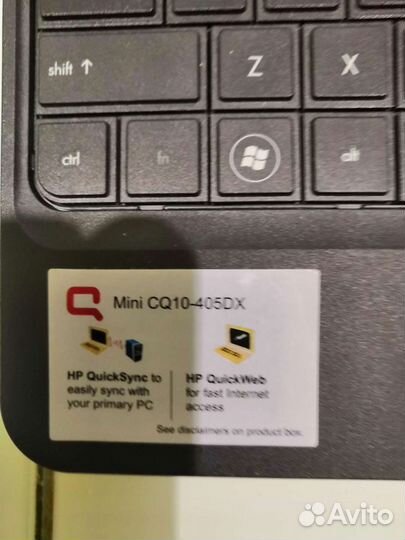 shift ↑
Z
X
ctrl
fn
alt
Mini CQ10-405DX
HP QuickSync to
easily sync with
your primary PC
HP QuickWeb
for fast Internet
access
See disclaimers on product box.
Avito